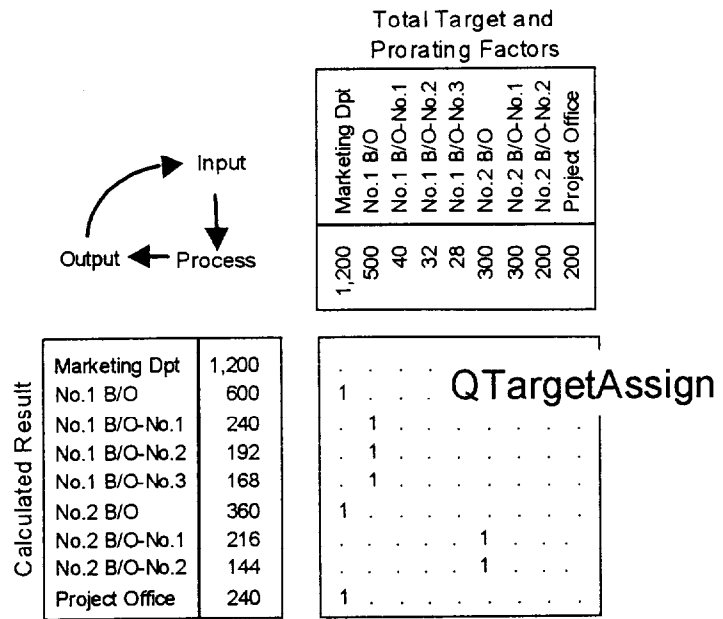 Total Target and
Prorating Factors
Marketing Dpt
No.1 B/O
No.1 B/O-No.1
No.1 B/O-No.2
No.1 B/O-No.3
No.2 B/O
No.2 B/O-No.1
No.2 B/O-No.2
Project Office
1,200
500
40
32
28
300
300
200
200
Input
Output
Process
Calculated Result
Marketing Dpt 1,200
No.1 B/O 600
No.1 B/O-No.1 240
No.1 B/O-No.2 192
No.1 B/O-No.3 168
No.2 B/O 360
No.2 B/O-No.1 216
No.2 B/O-No.2 144
Project Office 240
QTargetAssign
. . . .
1 . . .
. 1 . . . . . . .
. 1 . . . . . . .
. 1 . . . . . . .
1 . . . . . . . .
. . . . . 1 . . .
. . . . . 1 . . .
1 . . . . . . . .